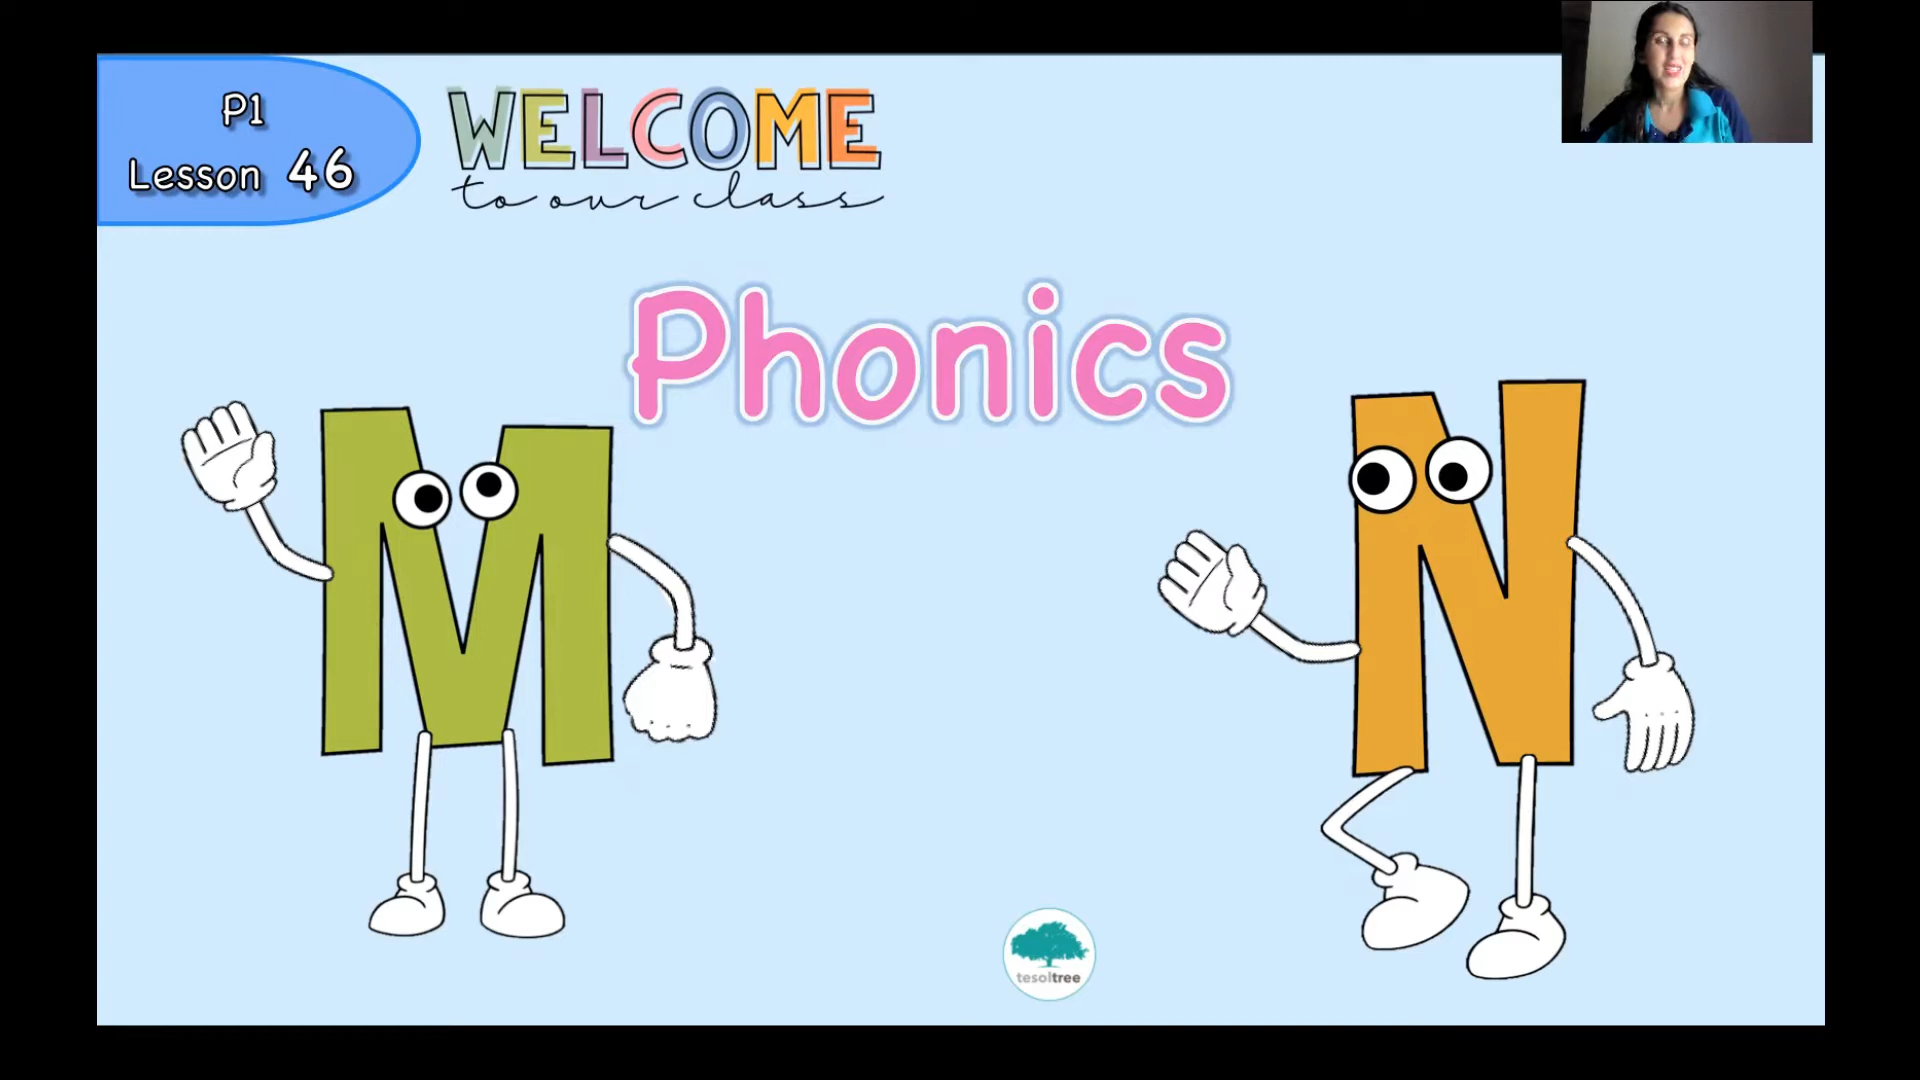 P1
Lesson 46
WELCOME
to our class
Phonics
M
N
tesoltree